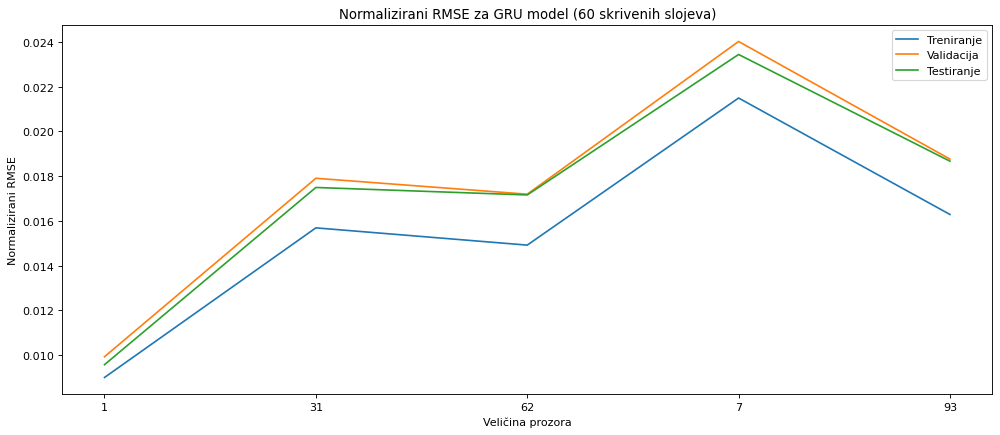 Normalizirani RMSE za GRU model (60 skrivenih slojeva)
Treniranje
Validacija
Testiranje
Normalizirani RMSE
0.024
0.022
0.020
0.018
0.016
0.014
0.012
0.010
1
31
62
7
93
Veličina prozora